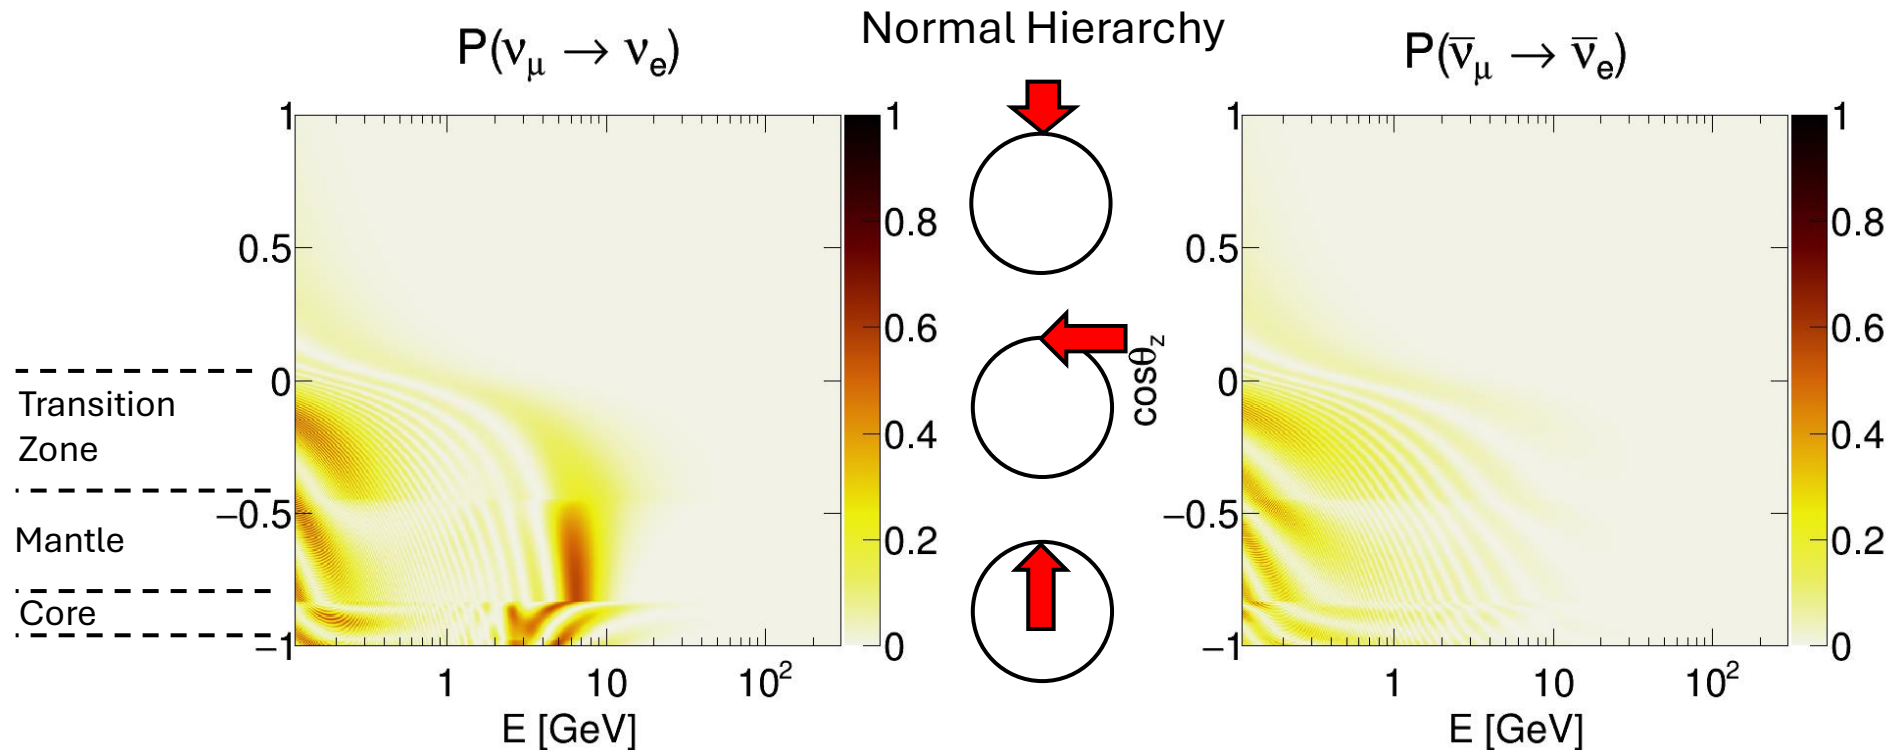 Normal Hierarchy
P(νμ → νe)
1
0.5
0
−0.5
−1
1
10
10²
E [GeV]
1
0.8
0.6
0.4
0.2
0
Transition
Zone
Mantle
Core
P(ν̅μ → ν̅e)
cosθz
1
0.5
0
−0.5
−1
1
10
10²
E [GeV]
1
0.8
0.6
0.4
0.2
0